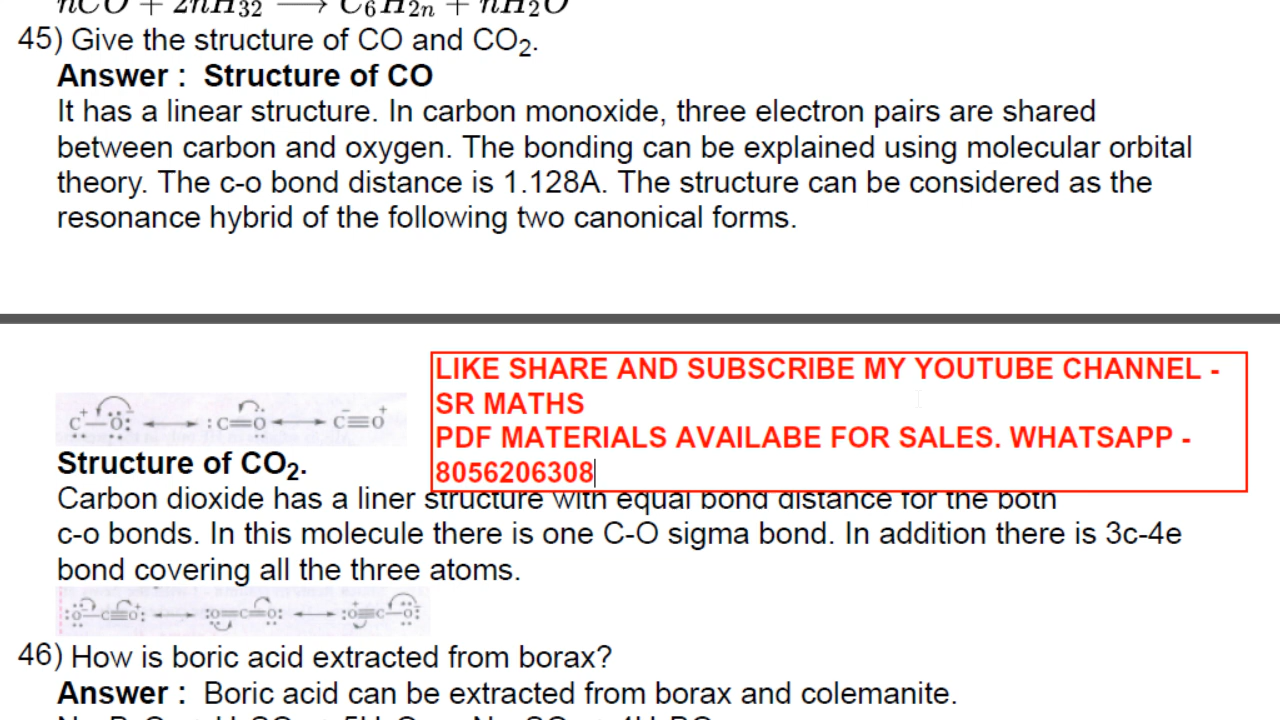 nCO + 2nH32 ⟶ C6H2n + nH2O
45) Give the structure of CO and CO2.
Answer : Structure of CO
It has a linear structure. In carbon monoxide, three electron pairs are shared
between carbon and oxygen. The bonding can be explained using molecular orbital
theory. The c-o bond distance is 1.128A. The structure can be considered as the
resonance hybrid of the following two canonical forms.
LIKE SHARE AND SUBSCRIBE MY YOUTUBE CHANNEL -
SR MATHS
PDF MATERIALS AVAILABE FOR SALES. WHATSAPP -
8056206308
C⁺—O:⁻ ⟷ :C=O ⟷ C⁻≡O⁺
Structure of CO2.
Carbon dioxide has a liner structure with equal bond distance for the both
c-o bonds. In this molecule there is one C-O sigma bond. In addition there is 3c-4e
bond covering all the three atoms.
:O—C≡O: ⟷ :O=C=O: ⟷ :O≡C—O:
46) How is boric acid extracted from borax?
Answer : Boric acid can be extracted from borax and colemanite.